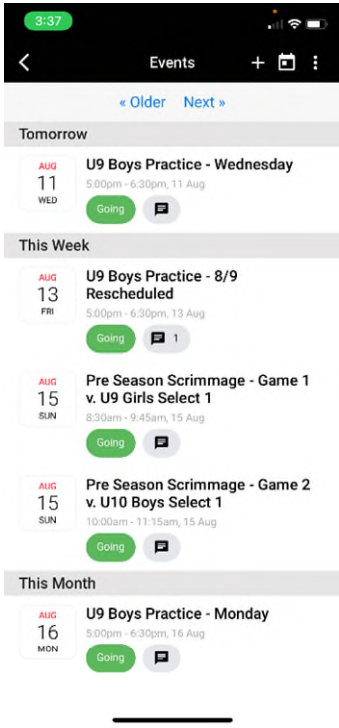 3:37
Events
« Older Next »
Tomorrow
AUG
11
WED
U9 Boys Practice - Wednesday
5:00pm - 6:30pm, 11 Aug
Going
This Week
AUG
13
FRI
U9 Boys Practice - 8/9
Rescheduled
5:00pm - 6:30pm, 13 Aug
Going
1
AUG
15
SUN
Pre Season Scrimmage - Game 1
v. U9 Girls Select 1
8:30am - 9:45am, 15 Aug
Going
AUG
15
SUN
Pre Season Scrimmage - Game 2
v. U10 Boys Select 1
10:00am - 11:15am, 15 Aug
Going
This Month
AUG
16
MON
U9 Boys Practice - Monday
5:00pm - 6:30pm, 16 Aug
Going